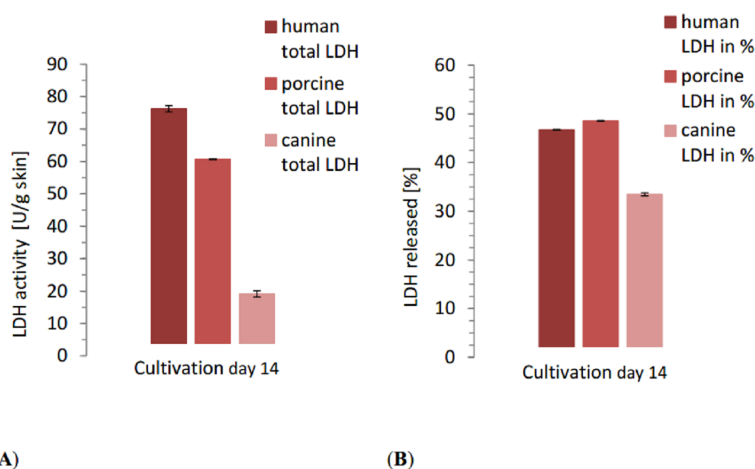 human
total LDH
porcine
total LDH
canine
total LDH
LDH activity [U/g skin]
90
80
70
60
50
40
30
20
10
0
Cultivation day 14
A)
human
LDH in %
porcine
LDH in %
canine
LDH in %
LDH released [%]
60
50
40
30
30
10
0
Cultivation day 14
(B)